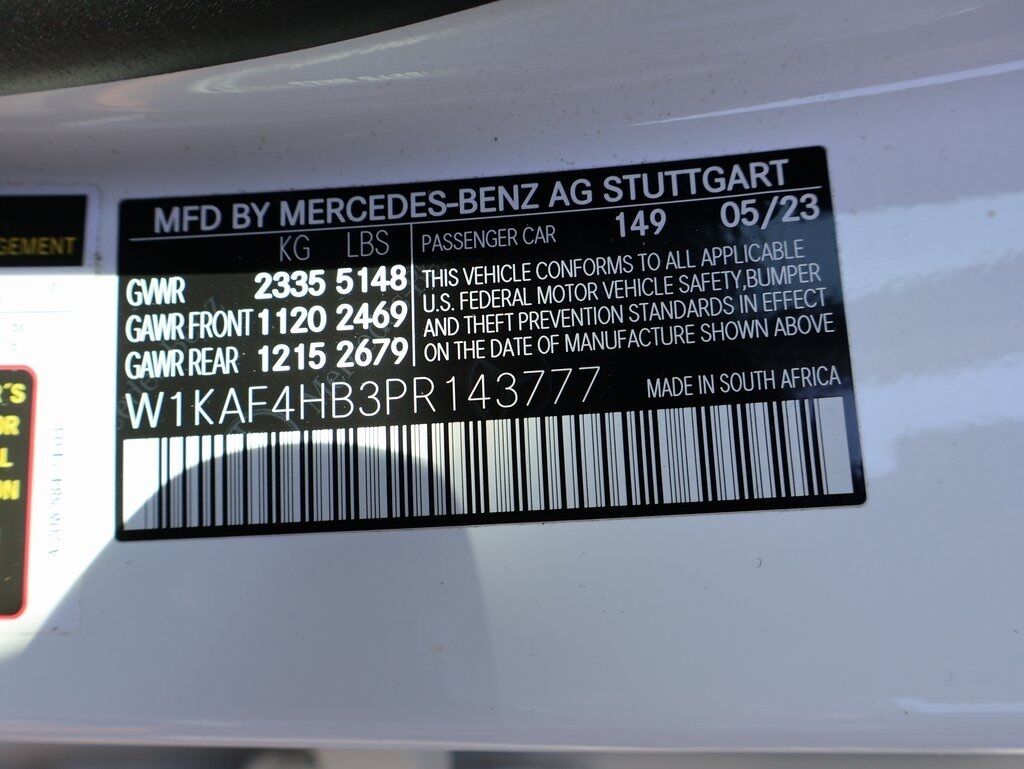 MFD BY MERCEDES-BENZ AG STUTTGART
KG LBS
PASSENGER CAR 149 05/23
GVWR 2335 5148
GAWR FRONT 1120 2469
GAWR REAR 1215 2679
THIS VEHICLE CONFORMS TO ALL APPLICABLE
U.S. FEDERAL MOTOR VEHICLE SAFETY,BUMPER
AND THEFT PREVENTION STANDARDS IN EFFECT
ON THE DATE OF MANUFACTURE SHOWN ABOVE
W1KAF4HB3PR143777
MADE IN SOUTH AFRICA
GEMENT
'S
OR
L
ON